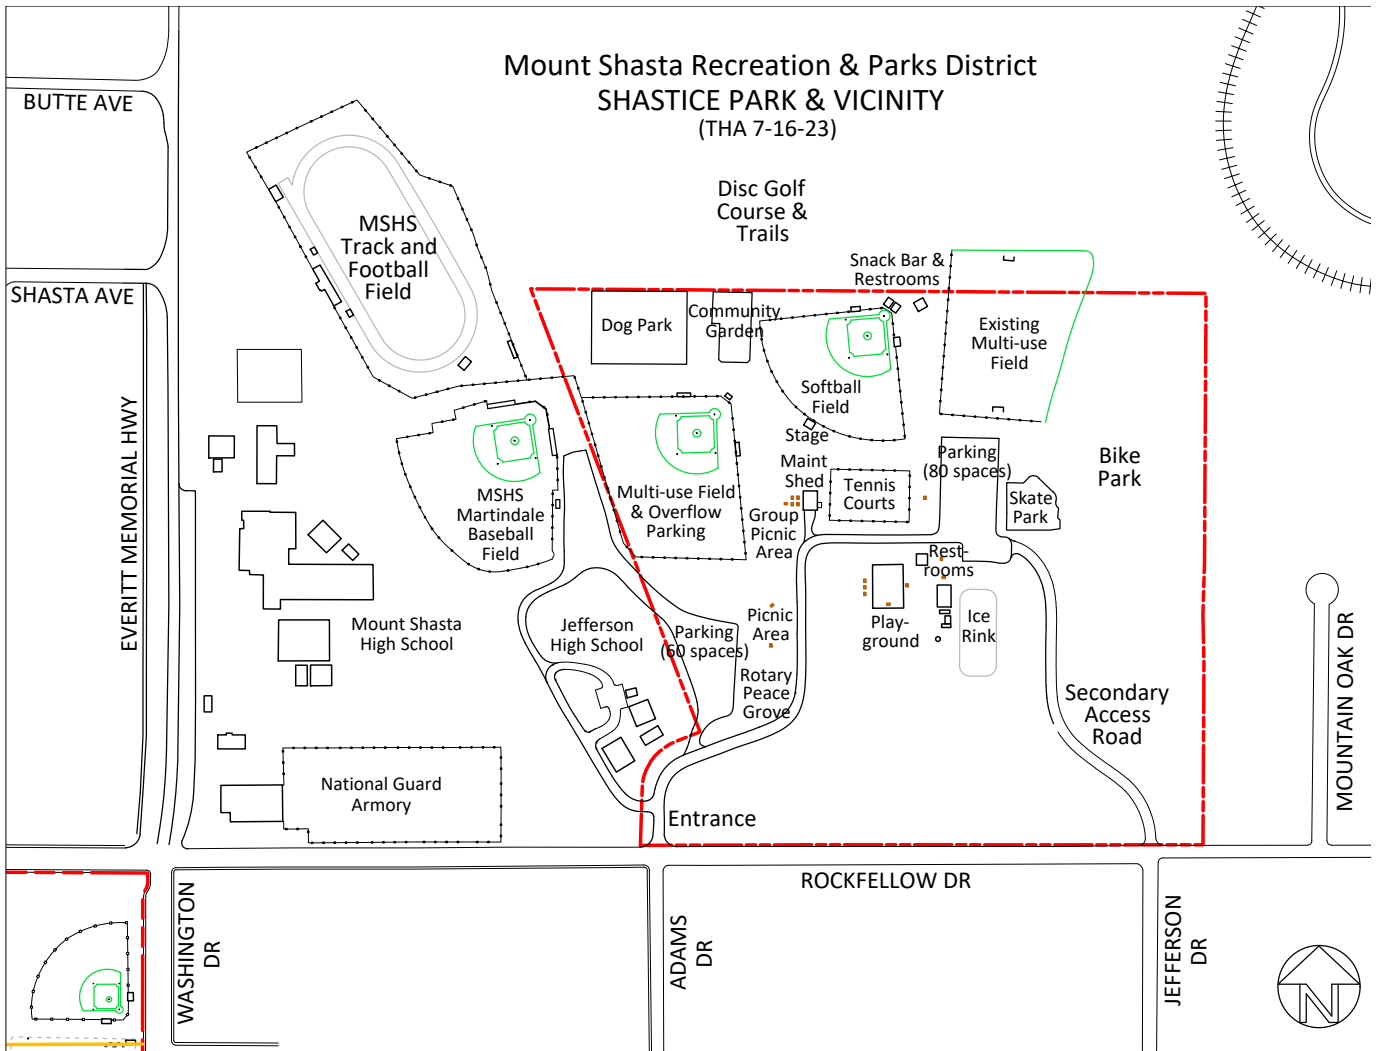 Mount Shasta Recreation & Parks District
SHASTICE PARK & VICINITY
(THA 7-16-23)
BUTTE AVE
SHASTA AVE
EVERITT MEMORIAL HWY
MSHS
Track and
Football
Field
Disc Golf
Course &
Trails
Snack Bar &
Restrooms
Dog Park
Community
Garden
Existing
Multi-use
Field
Softball
Field
Stage
Maint
Shed
Tennis
Courts
Parking
(80 spaces)
Skate
Park
Bike
Park
MSHS
Martindale
Baseball
Field
Multi-use Field
& Overflow
Parking
Group
Picnic
Area
Rest-
rooms
Mount Shasta
High School
Jefferson
High School
Parking
(60 spaces)
Picnic
Area
Play-
ground
Ice
Rink
Rotary
Peace
Grove
Secondary
Access
Road
MOUNTAIN OAK DR
National Guard
Armory
Entrance
ROCKFELLOW DR
WASHINGTON
DR
ADAMS
DR
JEFFERSON
DR
N